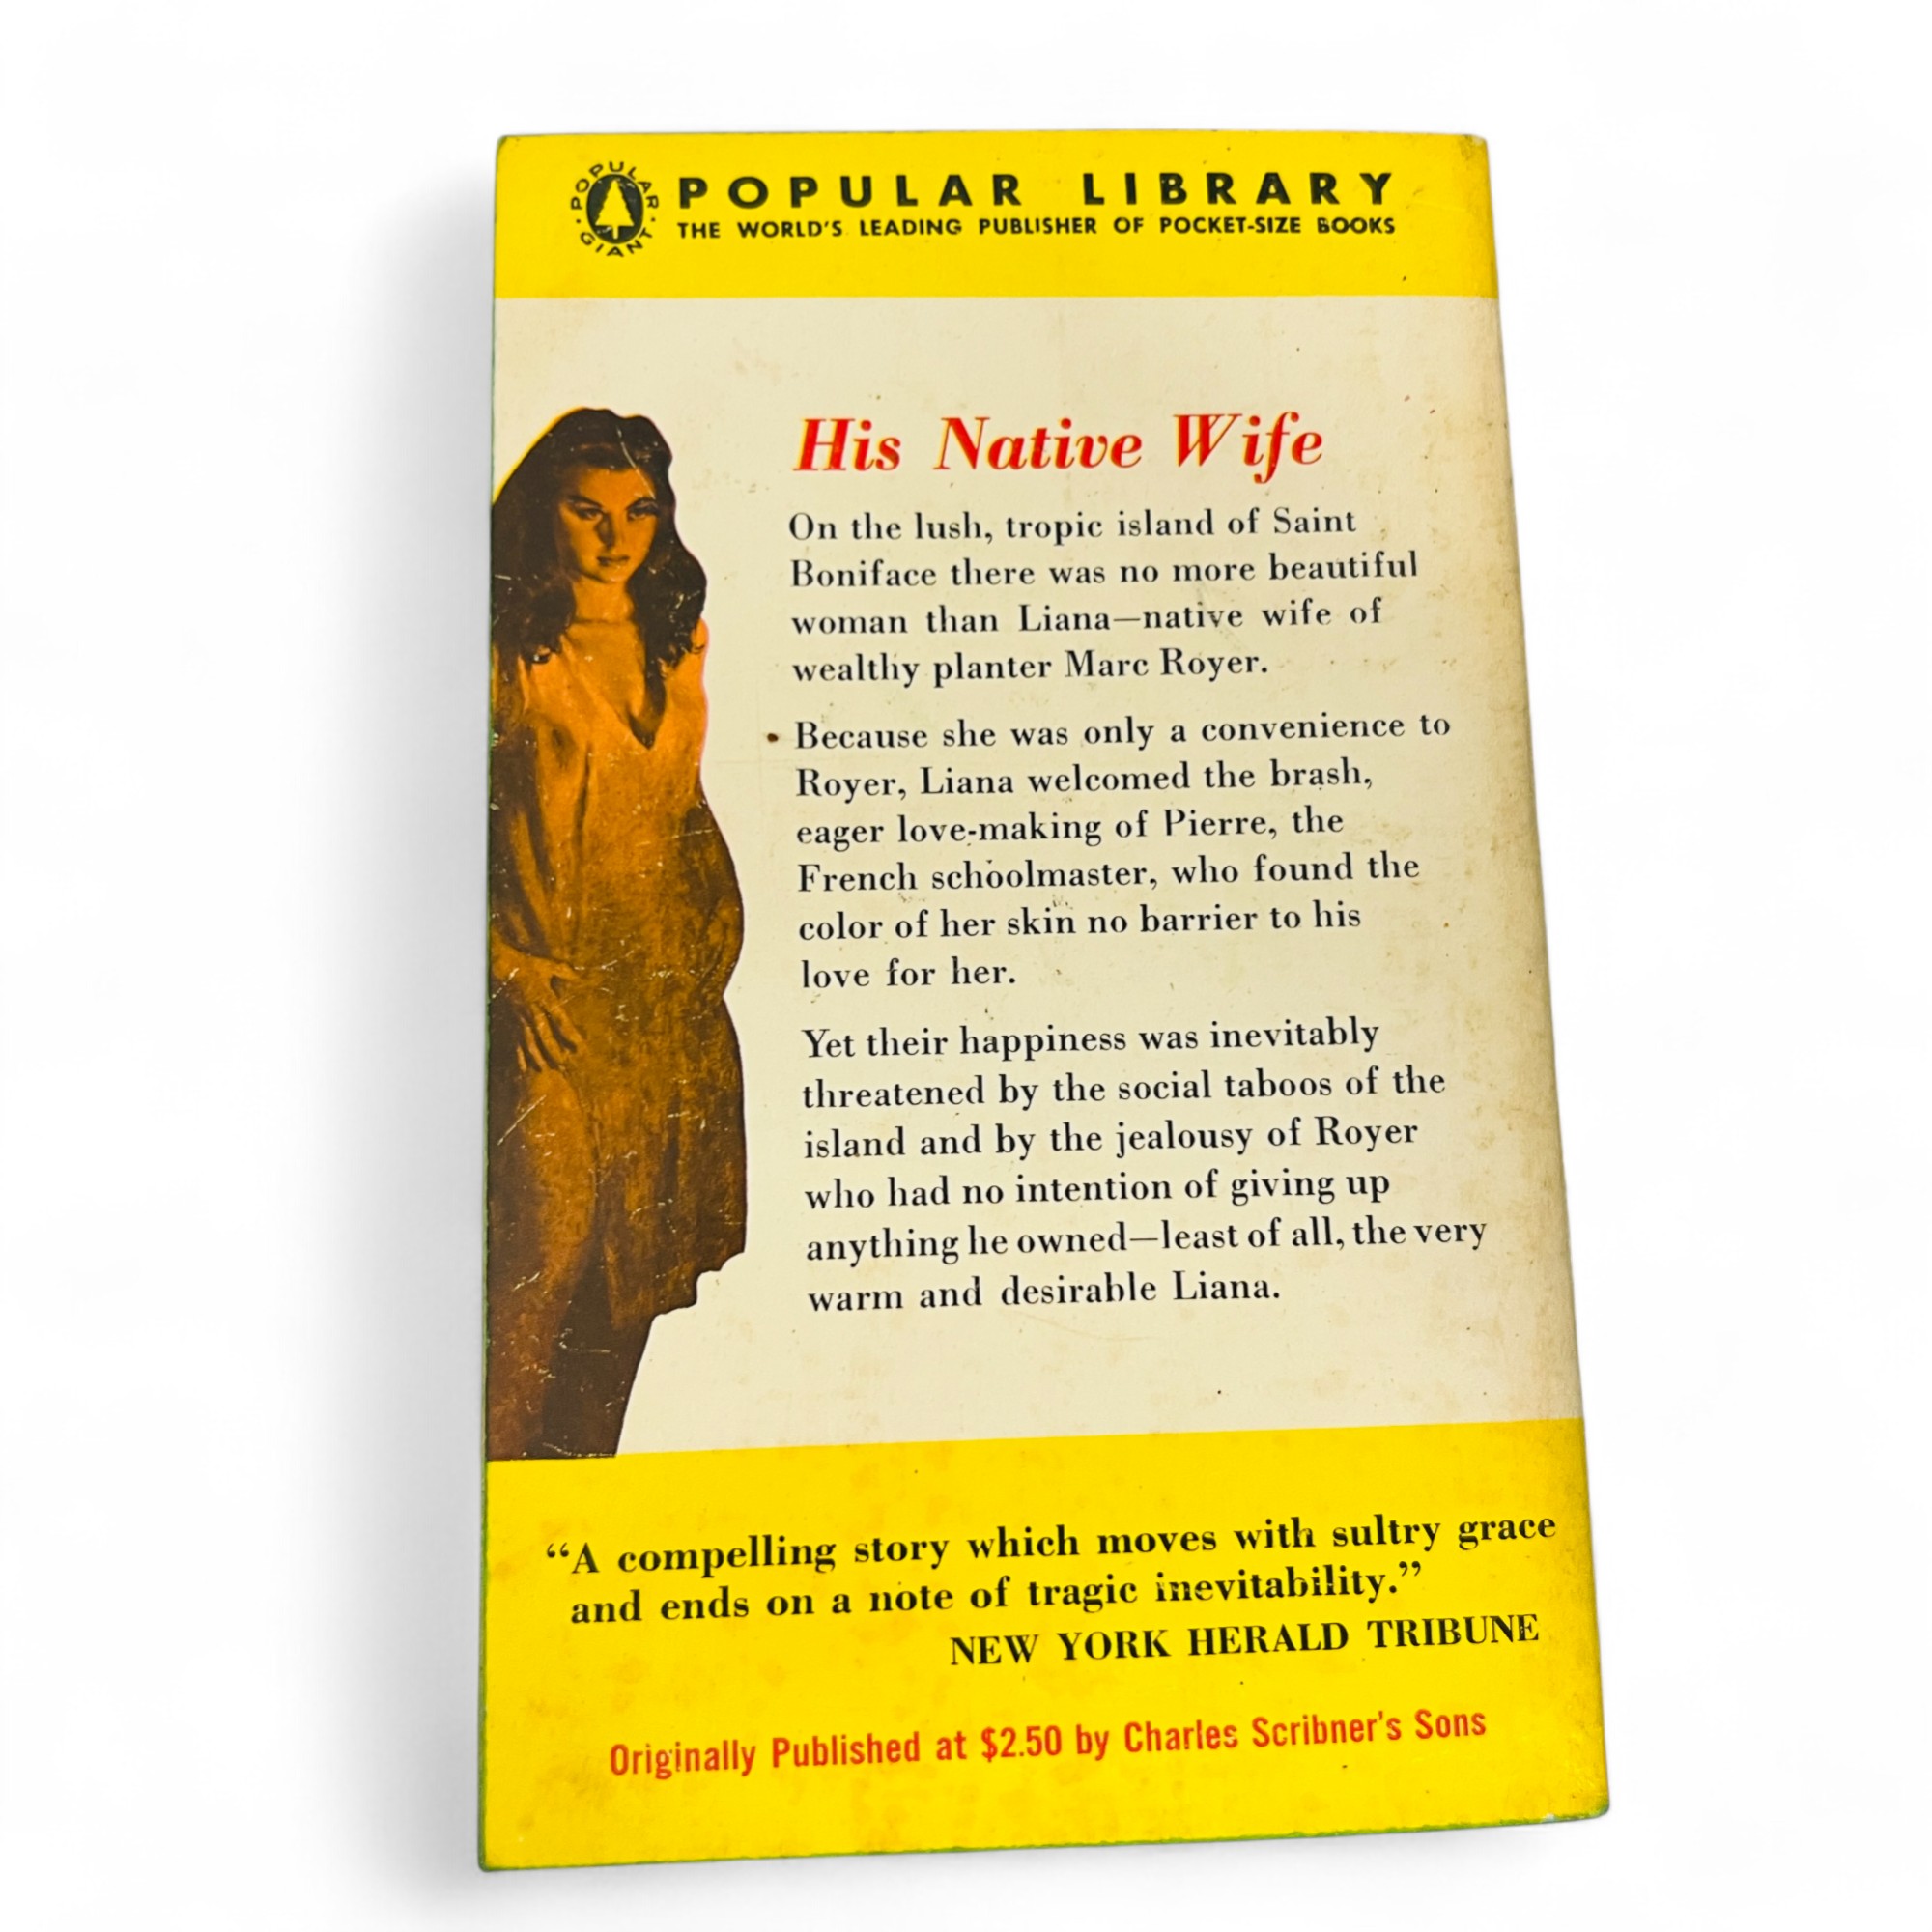 POPULAR GIANT
POPULAR LIBRARY
THE WORLD'S LEADING PUBLISHER OF POCKET-SIZE BOOKS
His Native Wife
On the lush, tropic island of Saint
Boniface there was no more beautiful
woman than Liana—native wife of
wealthy planter Marc Royer.
Because she was only a convenience to
Royer, Liana welcomed the brash,
eager love-making of Pierre, the
French schoolmaster, who found the
color of her skin no barrier to his
love for her.
Yet their happiness was inevitably
threatened by the social taboos of the
island and by the jealousy of Royer
who had no intention of giving up
anything he owned—least of all, the very
warm and desirable Liana.
“A compelling story which moves with sultry grace
and ends on a note of tragic inevitability.”
NEW YORK HERALD TRIBUNE
Originally Published at $2.50 by Charles Scribner's Sons